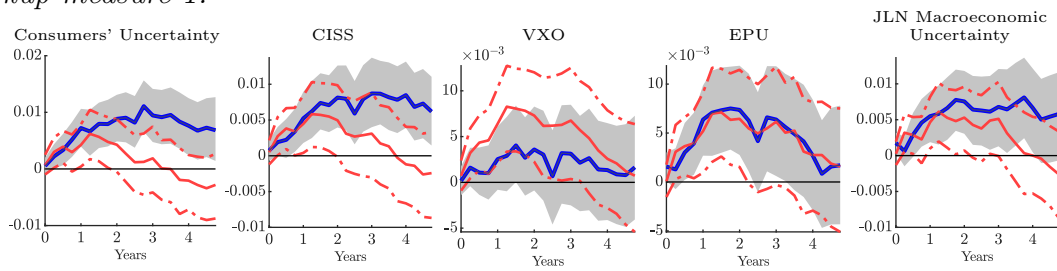 measure 1.
JLN Macroeconomic
Consumers' Uncertainty CISS VXO EPU Uncertainty
×10⁻³ ×10⁻³
0.02 0.01 10 10 0.01
0.01 0.005 5 5 0.005
0 0 0 0 0
-0.005 -0.005
-0.01 -0.01 -5 -5 -0.01
0 1 2 3 4 0 1 2 3 4 0 1 2 3 4 0 1 2 3 4 0 1 2 3 4
Years Years Years Years Years